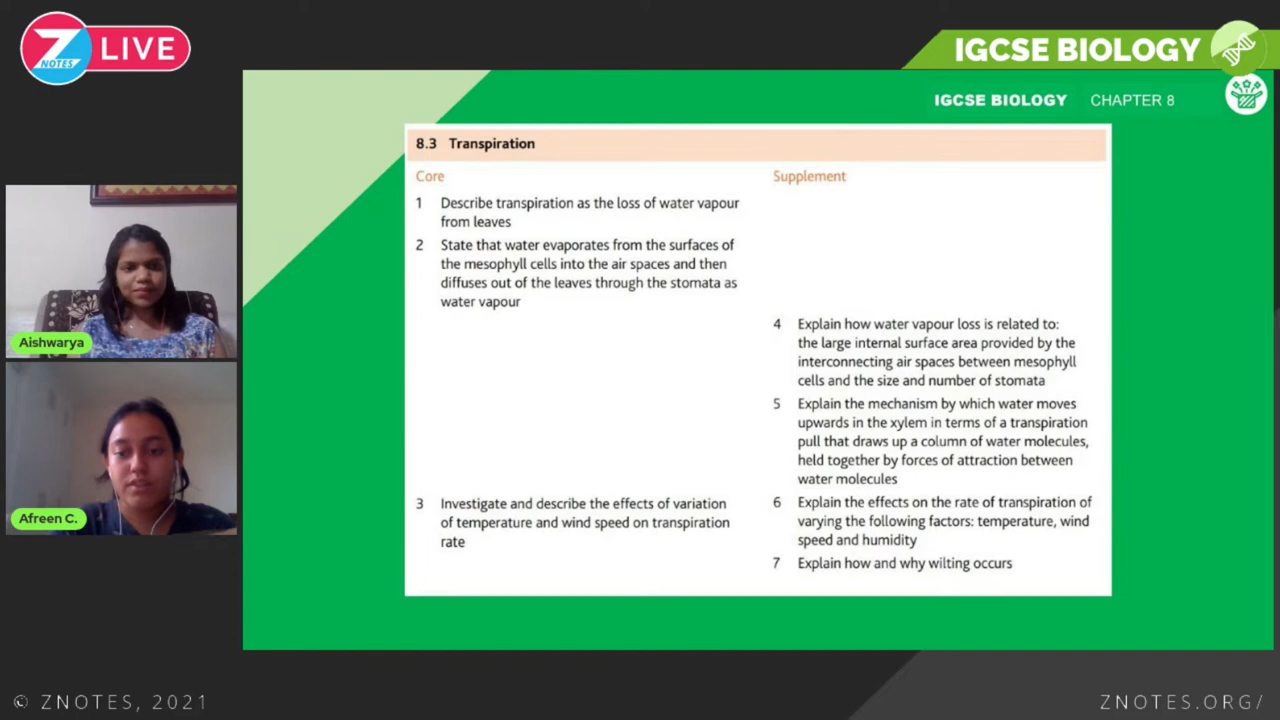 Z
NOTES
LIVE
IGCSE BIOLOGY
IGCSE BIOLOGY CHAPTER 8
8.3 Transpiration
Core
Supplement
1 Describe transpiration as the loss of water vapour
from leaves
2 State that water evaporates from the surfaces of
the mesophyll cells into the air spaces and then
diffuses out of the leaves through the stomata as
water vapour
4 Explain how water vapour loss is related to:
the large internal surface area provided by the
interconnecting air spaces between mesophyll
cells and the size and number of stomata
5 Explain the mechanism by which water moves
upwards in the xylem in terms of a transpiration
pull that draws up a column of water molecules,
held together by forces of attraction between
water molecules
3 Investigate and describe the effects of variation
of temperature and wind speed on transpiration
rate
6 Explain the effects on the rate of transpiration of
varying the following factors: temperature, wind
speed and humidity
7 Explain how and why wilting occurs
Aishwarya
Afreen C.
© ZNOTES, 2021
ZNOTES.ORG/